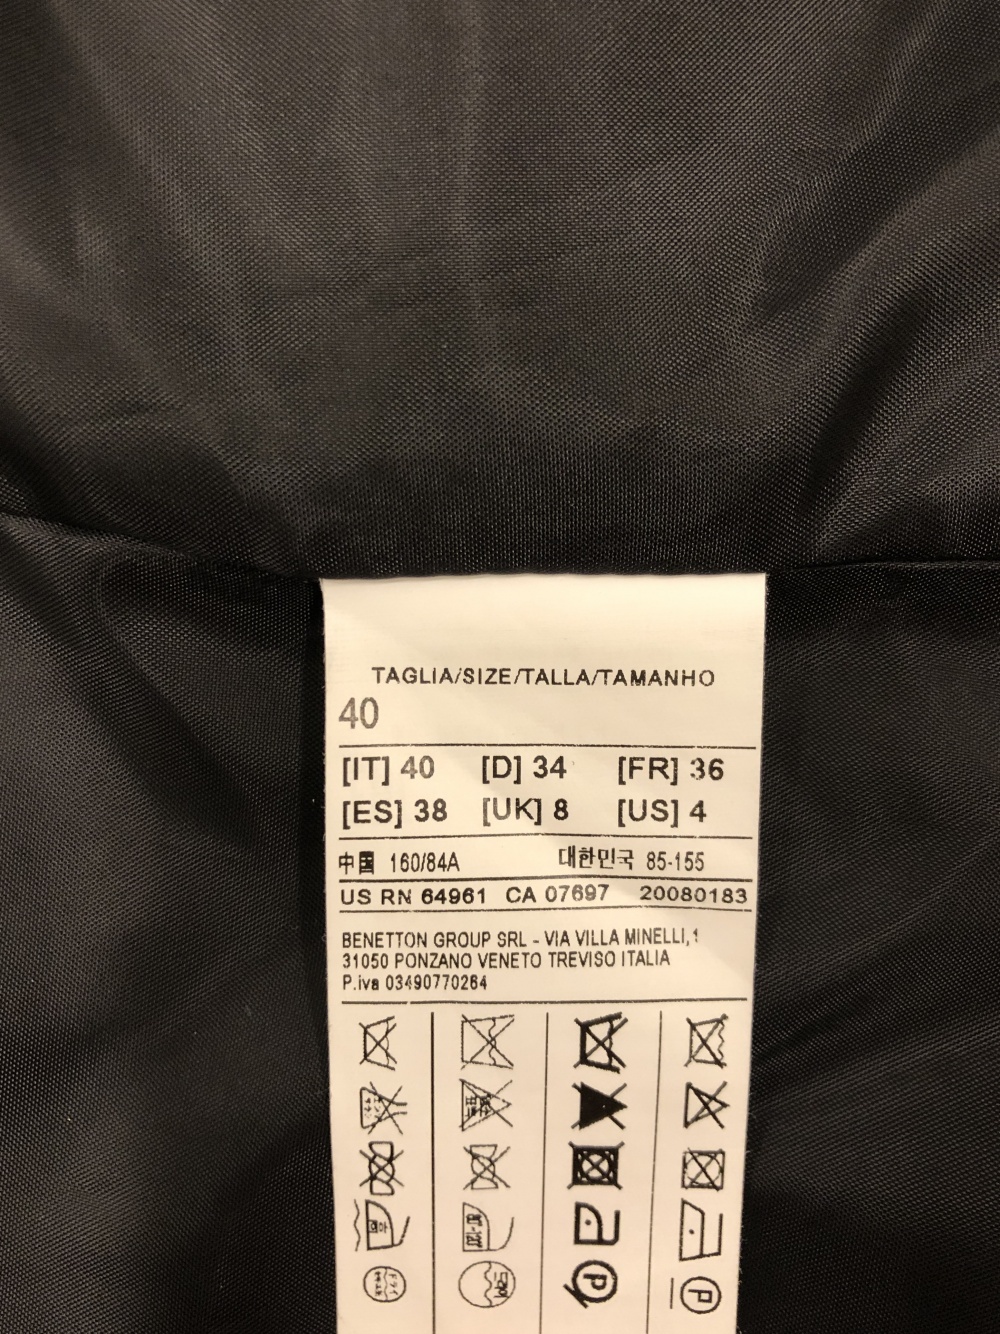 TAGLIA/SIZE/TALLA/TAMANHO
40
[IT] 40 [D] 34 [FR] 36
[ES] 38 [UK] 8 [US] 4
中国 160/84A 대한민국 85-155
US RN 64961 CA 07697 20080183
BENETTON GROUP SRL - VIA VILLA MINELLI,1
31050 PONZANO VENETO TREVISO ITALIA
P.iva 03490770264
P
P